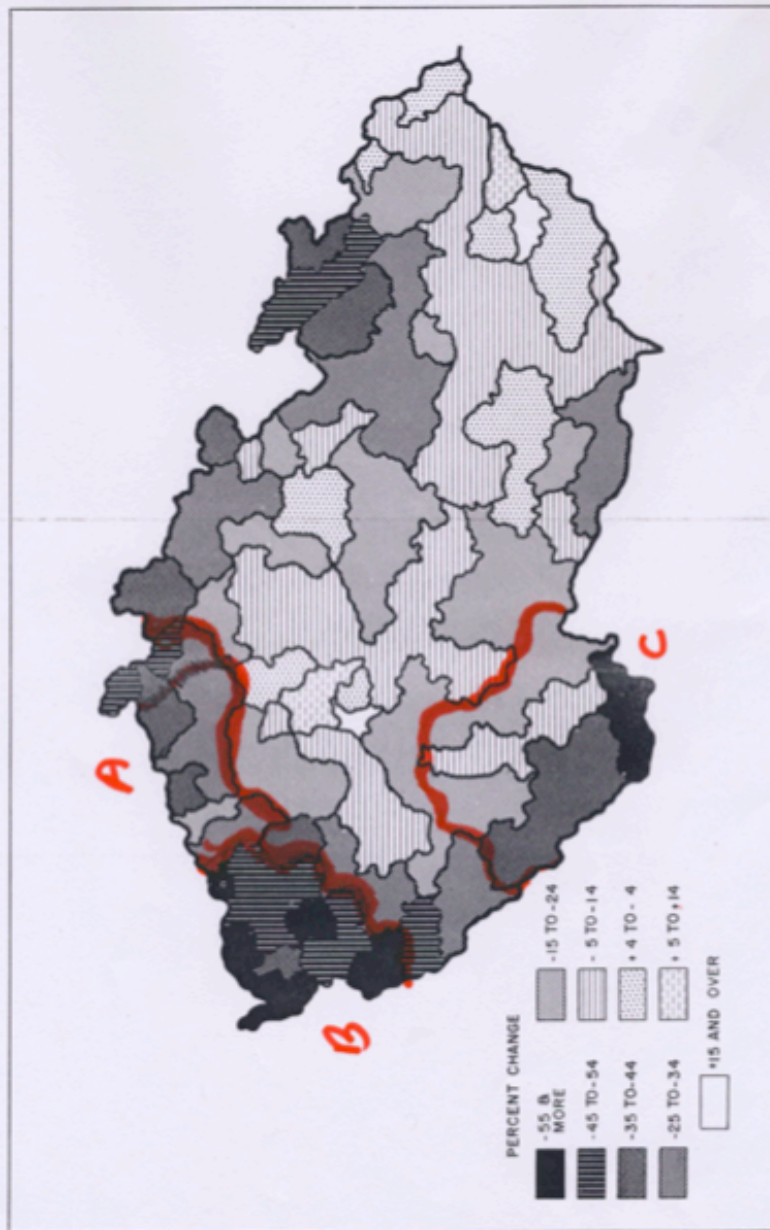 A
B
C
PERCENT CHANGE
-55 &
MORE
-45 TO-54
-35 TO-44
-25 TO-34
-15 TO-24
- 5 TO-14
+4 TO- 4
+ 5 TO+14
+15 AND OVER